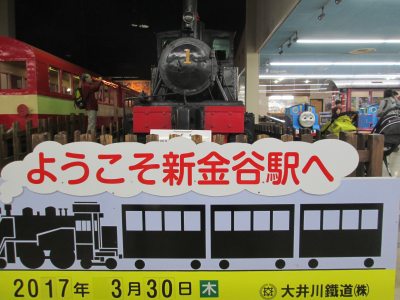 1
ようこそ新金谷駅へ
2017年 3月30日 木 大井川鐵道㈱